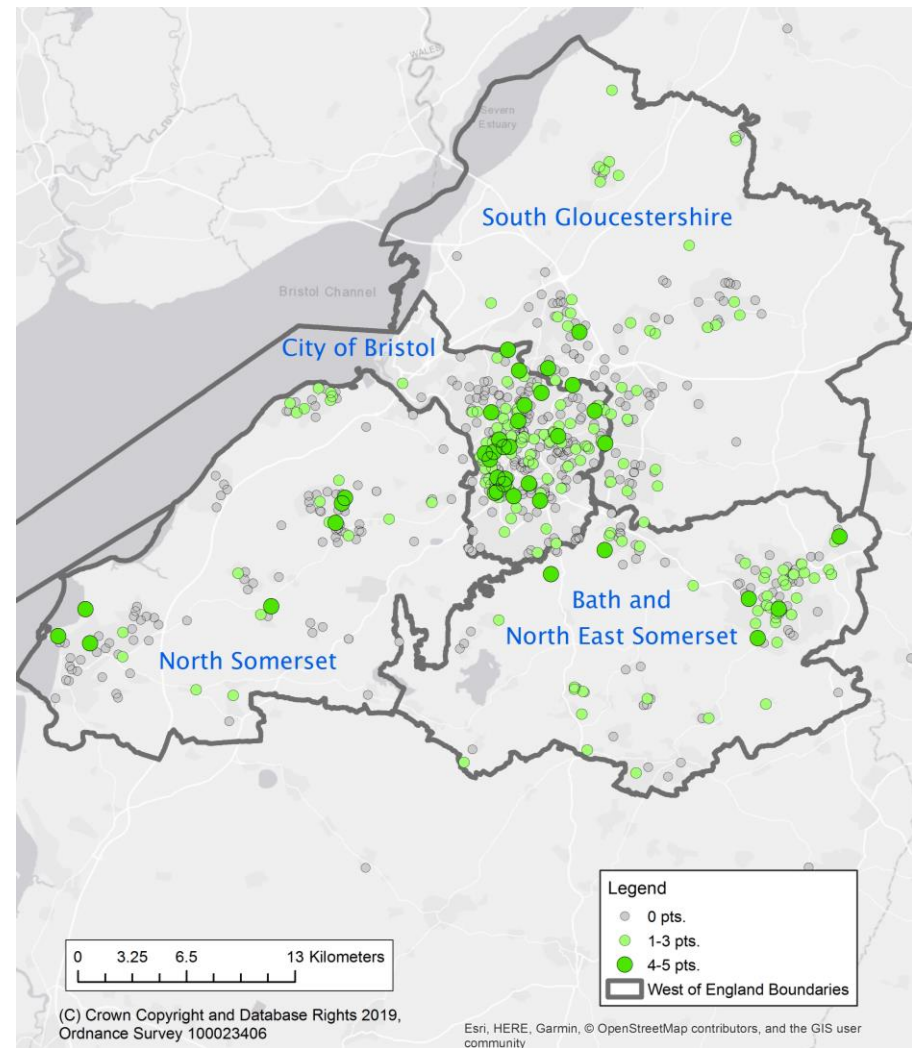 WALES
Severn
Estuary
South Gloucestershire
Bristol Channel
City of Bristol
Bath and
North East Somerset
North Somerset
Legend
0 pts.
1-3 pts.
4-5 pts.
West of England Boundaries
0 3.25 6.5 13 Kilometers
(C) Crown Copyright and Database Rights 2019,
Ordnance Survey 100023406
Esri, HERE, Garmin, © OpenStreetMap contributors, and the GIS user
community